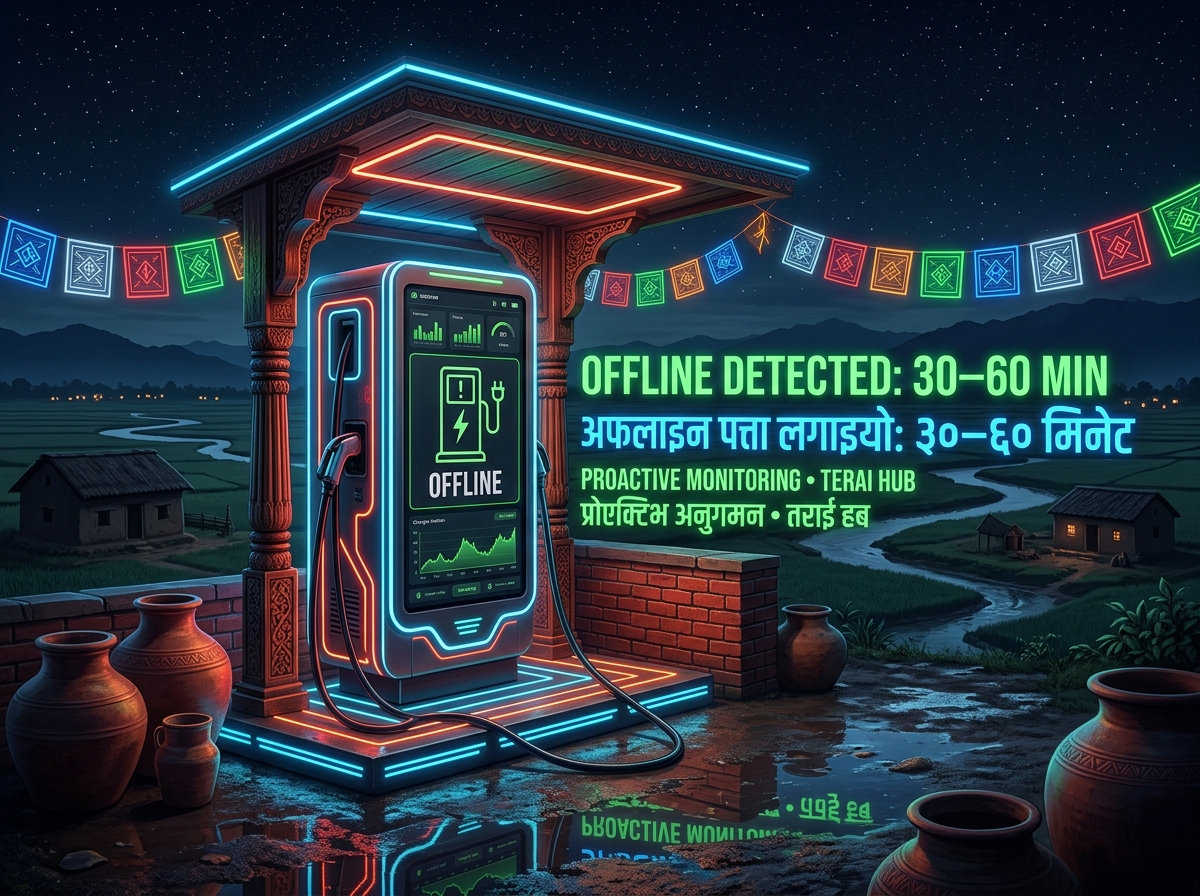 OFFLINE
OFFLINE DETECTED: 30–60 MIN
अफलाइन पत्ता लगाइयो: ३०–६० मिनेट
PROACTIVE MONITORING • TERAI HUB
प्रोएक्टिभ अनुगमन • तराई हब